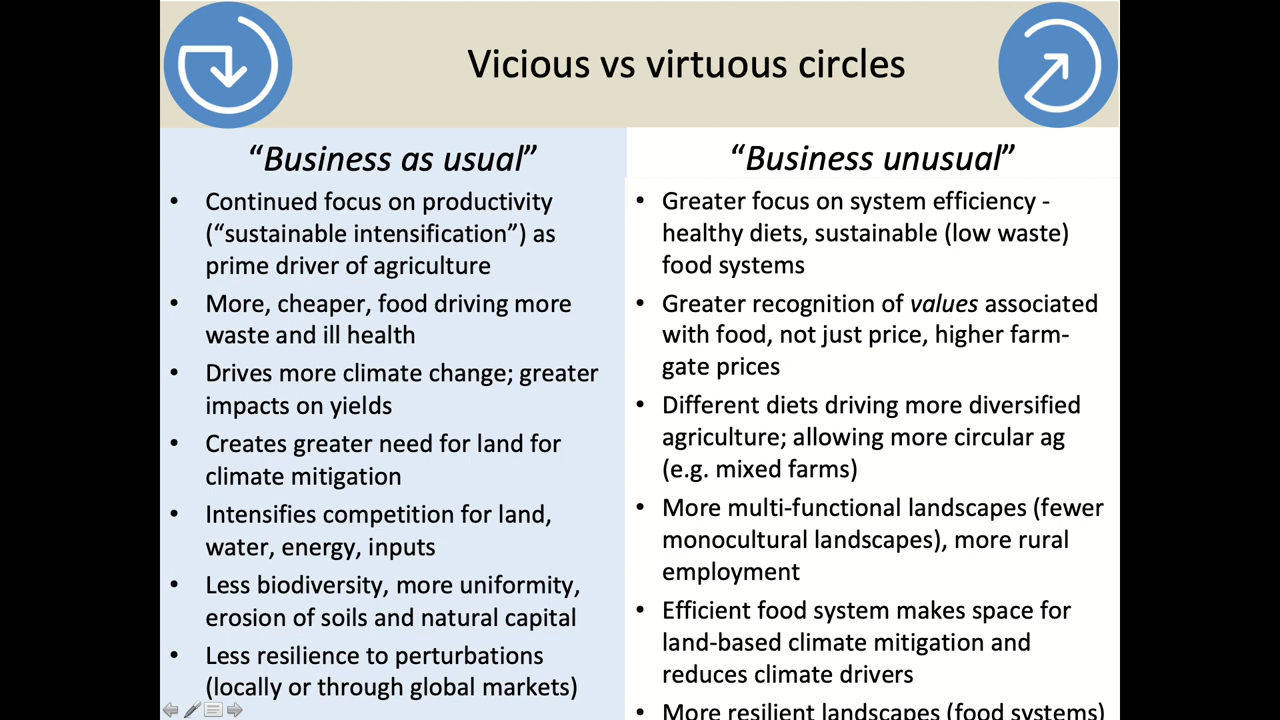 Vicious vs virtuous circles
“Business as usual”
• Continued focus on productivity
(“sustainable intensification”) as
prime driver of agriculture
• More, cheaper, food driving more
waste and ill health
• Drives more climate change; greater
impacts on yields
• Creates greater need for land for
climate mitigation
• Intensifies competition for land,
water, energy, inputs
• Less biodiversity, more uniformity,
erosion of soils and natural capital
• Less resilience to perturbations
(locally or through global markets)
“Business unusual”
• Greater focus on system efficiency -
healthy diets, sustainable (low waste)
food systems
• Greater recognition of values associated
with food, not just price, higher farm-
gate prices
• Different diets driving more diversified
agriculture; allowing more circular ag
(e.g. mixed farms)
• More multi-functional landscapes (fewer
monocultural landscapes), more rural
employment
• Efficient food system makes space for
land-based climate mitigation and
reduces climate drivers
• More resilient landscapes (food systems)